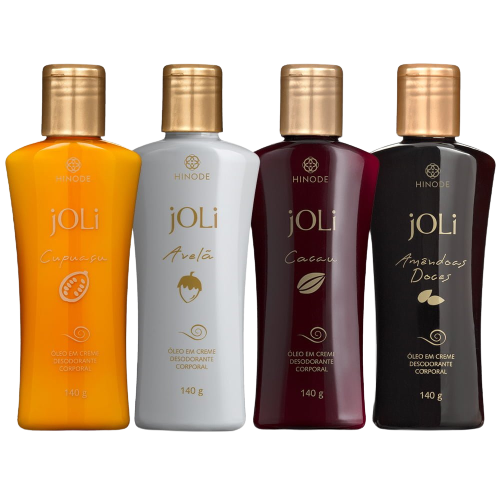 HINODE
jOLi
Cupuaçu
ÓLEO EM CREME
DESODORANTE
CORPORAL
140 g
HINODE
jOLi
Avelã
ÓLEO EM CREME
DESODORANTE
CORPORAL
140 g
HINODE
jOLi
Cacau
ÓLEO EM CREME
DESODORANTE
CORPORAL
140 g
HINODE
jOLi
Amêndoas
Doces
ÓLEO EM CREME
DESODORANTE
CORPORAL
140 g